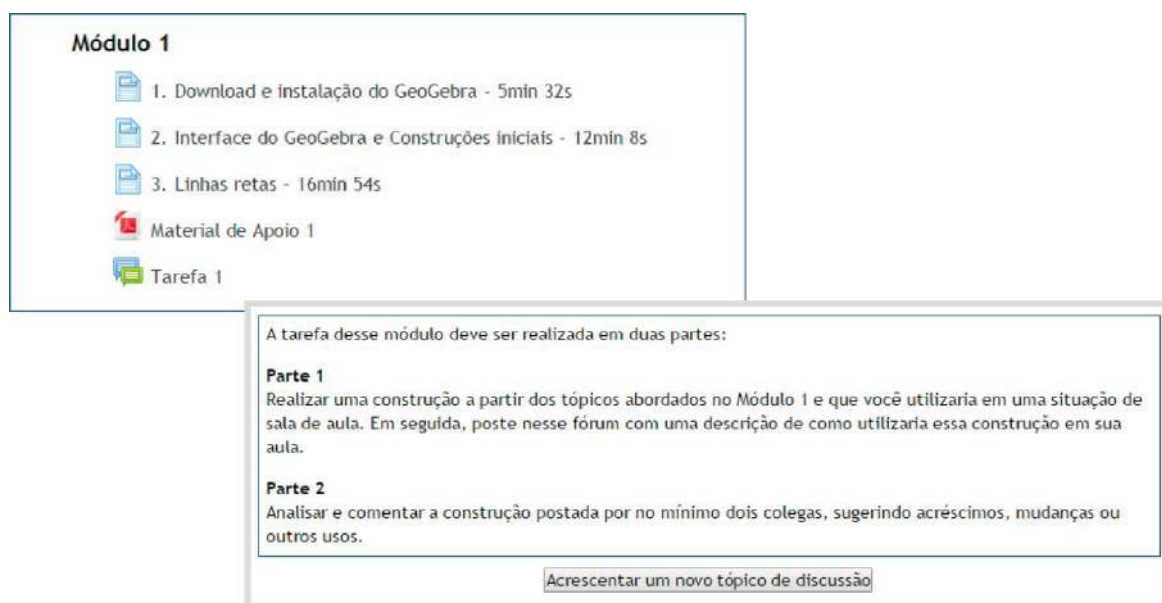 Módulo 1
1. Download e instalação do GeoGebra - 5min 32s
2. Interface do GeoGebra e Construções iniciais - 12min 8s
3. Linhas retas - 16min 54s
Material de Apoio 1
Tarefa 1
A tarefa desse módulo deve ser realizada em duas partes:
Parte 1
Realizar uma construção a partir dos tópicos abordados no Módulo 1 e que você utilizaria em uma situação de
sala de aula. Em seguida, poste nesse fórum com uma descrição de como utilizaria essa construção em sua
aula.
Parte 2
Analisar e comentar a construção postada por no mínimo dois colegas, sugerindo acréscimos, mudanças ou
outros usos.
Acrescentar um novo tópico de discussão